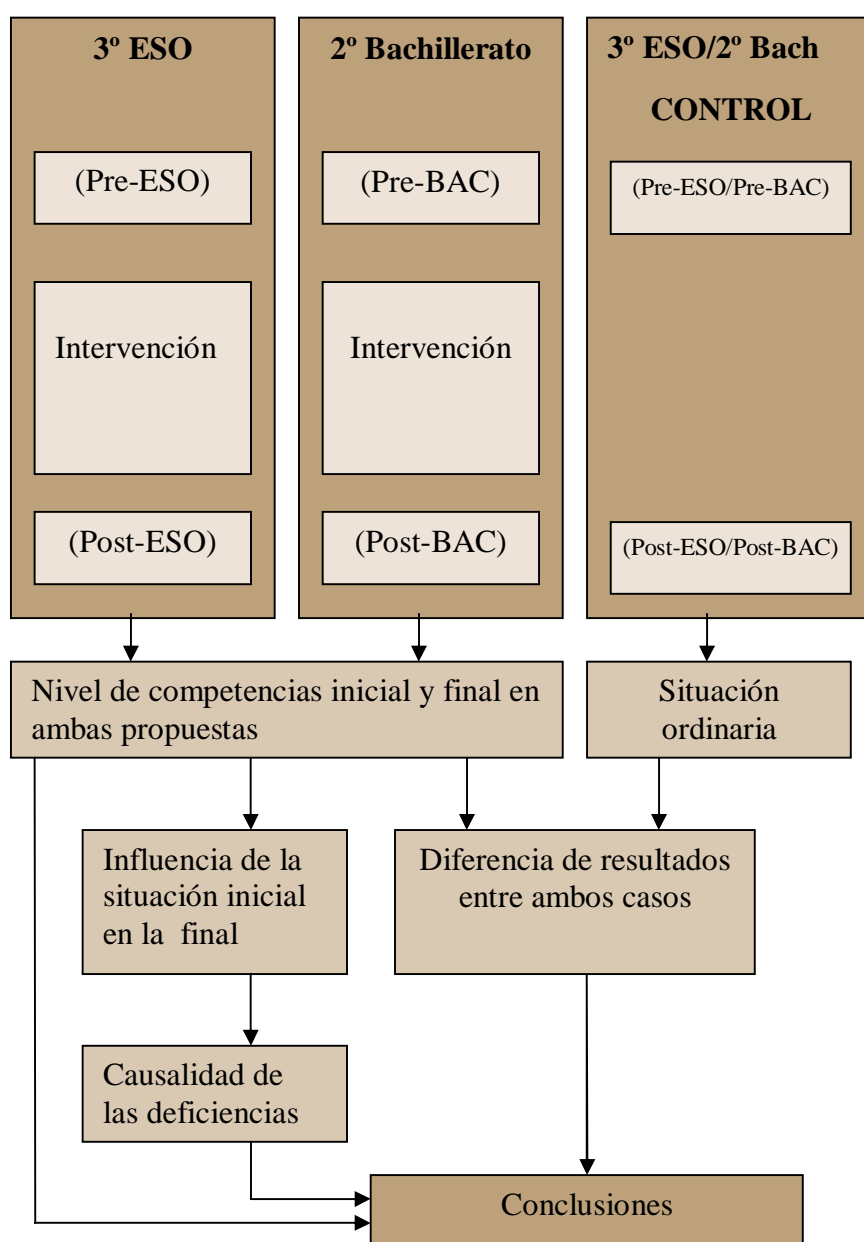 3º ESO
(Pre-ESO)
Intervención
(Post-ESO)
2º Bachillerato
(Pre-BAC)
Intervención
(Post-BAC)
3º ESO/2º Bach
CONTROL
(Pre-ESO/Pre-BAC)
(Post-ESO/Post-BAC)
Nivel de competencias inicial y final en
ambas propuestas
Situación
ordinaria
Influencia de la
situación inicial
en la final
Diferencia de resultados
entre ambos casos
Causalidad de
las deficiencias
Conclusiones